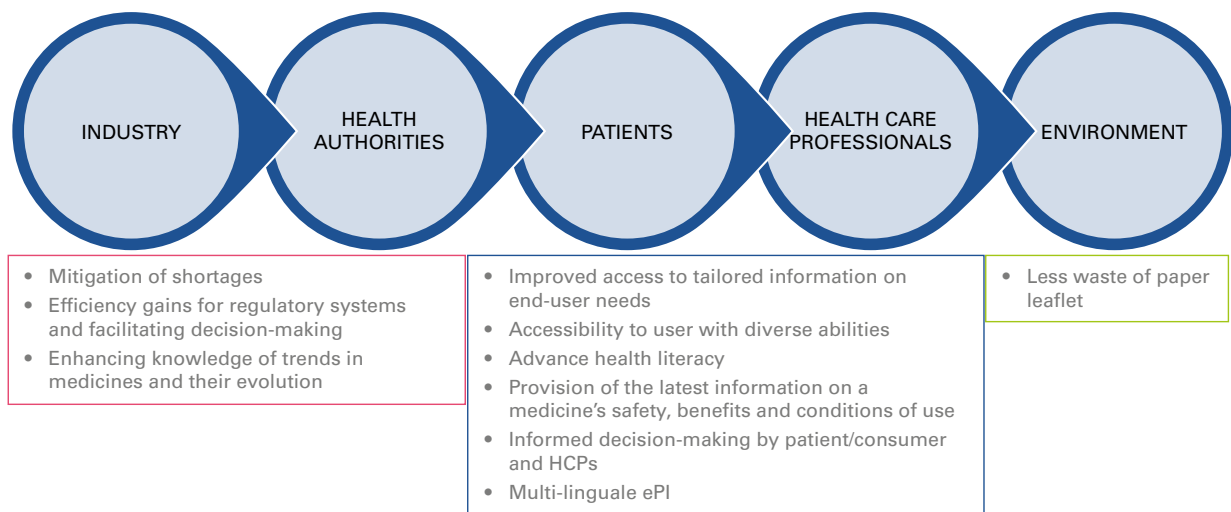 INDUSTRY
HEALTH
AUTHORITIES
PATIENTS
HEALTH CARE
PROFESSIONALS
ENVIRONMENT
• Mitigation of shortages
• Efficiency gains for regulatory systems
and facilitating decision-making
• Enhancing knowledge of trends in
medicines and their evolution
• Improved access to tailored information on
end-user needs
• Accessibility to user with diverse abilities
• Advance health literacy
• Provision of the latest information on a
medicine’s safety, benefits and conditions of use
• Informed decision-making by patient/consumer
and HCPs
• Multi-linguale ePI
• Less waste of paper
leaflet